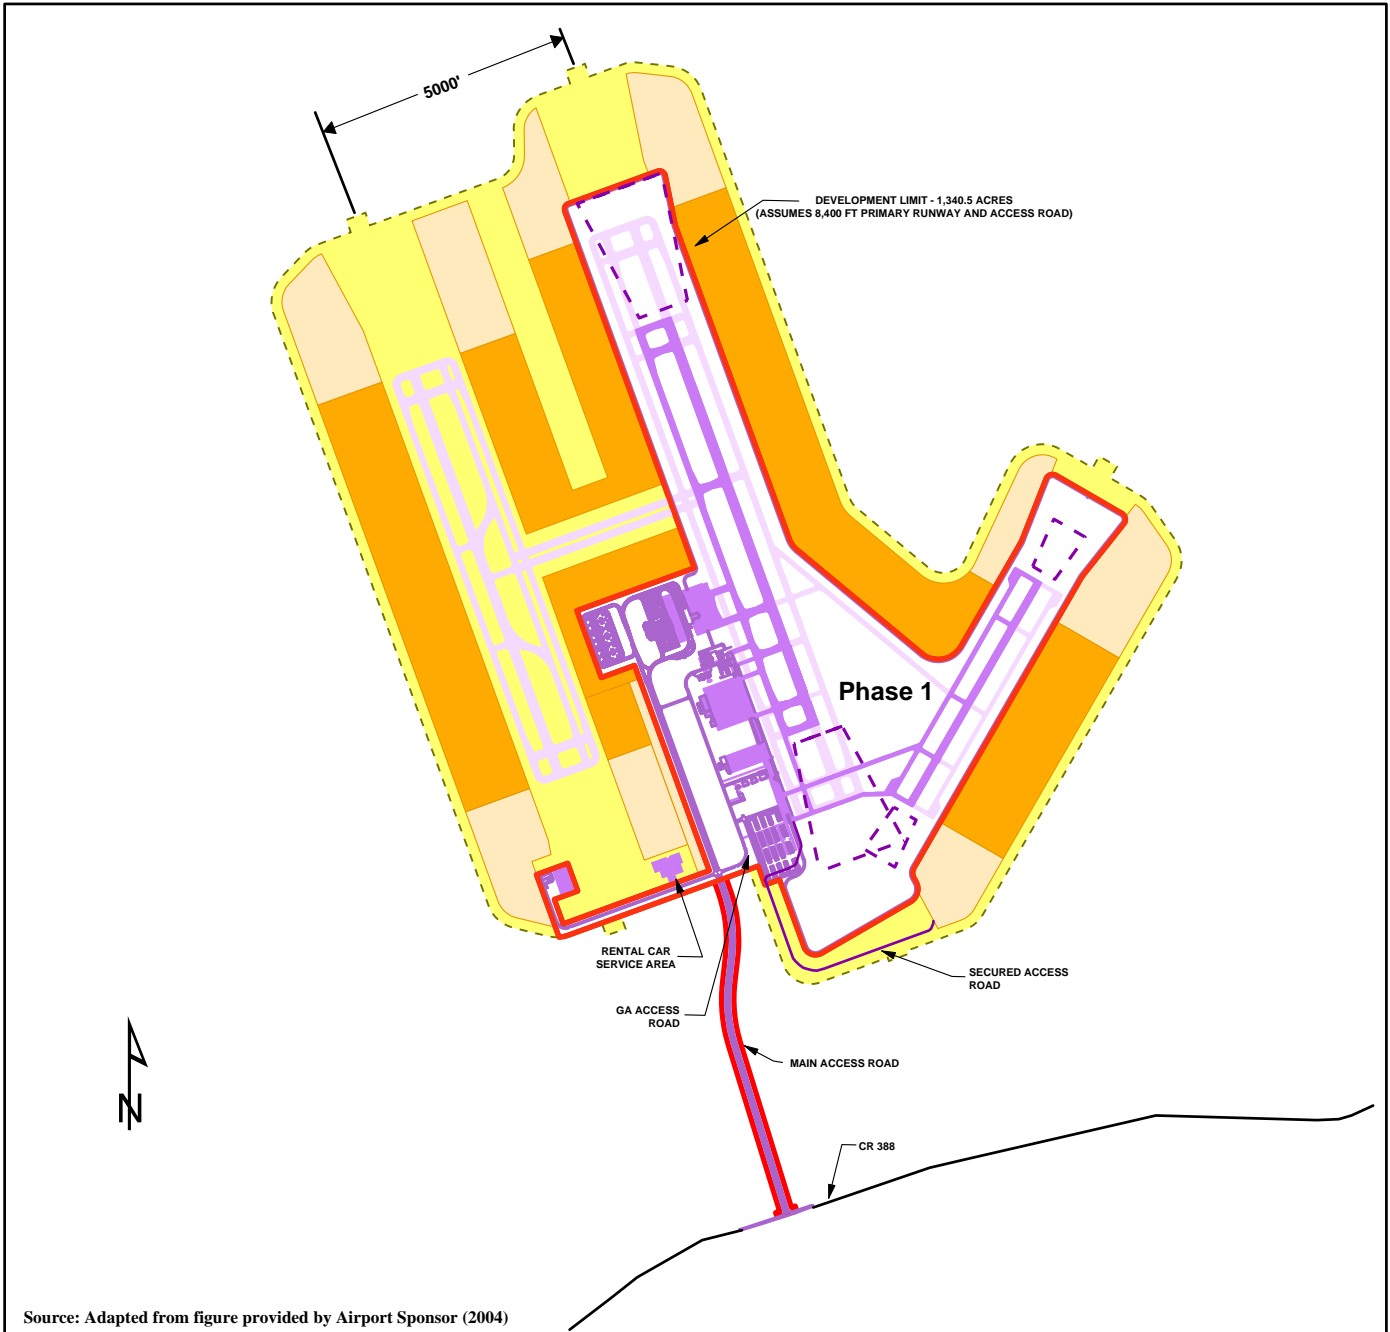 5000'
DEVELOPMENT LIMIT - 1,340.5 ACRES
(ASSUMES 8,400 FT PRIMARY RUNWAY AND ACCESS ROAD)
Phase 1
RENTAL CAR
SERVICE AREA
SECURED ACCESS
ROAD
GA ACCESS
ROAD
MAIN ACCESS ROAD
N
CR 388
Source: Adapted from figure provided by Airport Sponsor (2004)